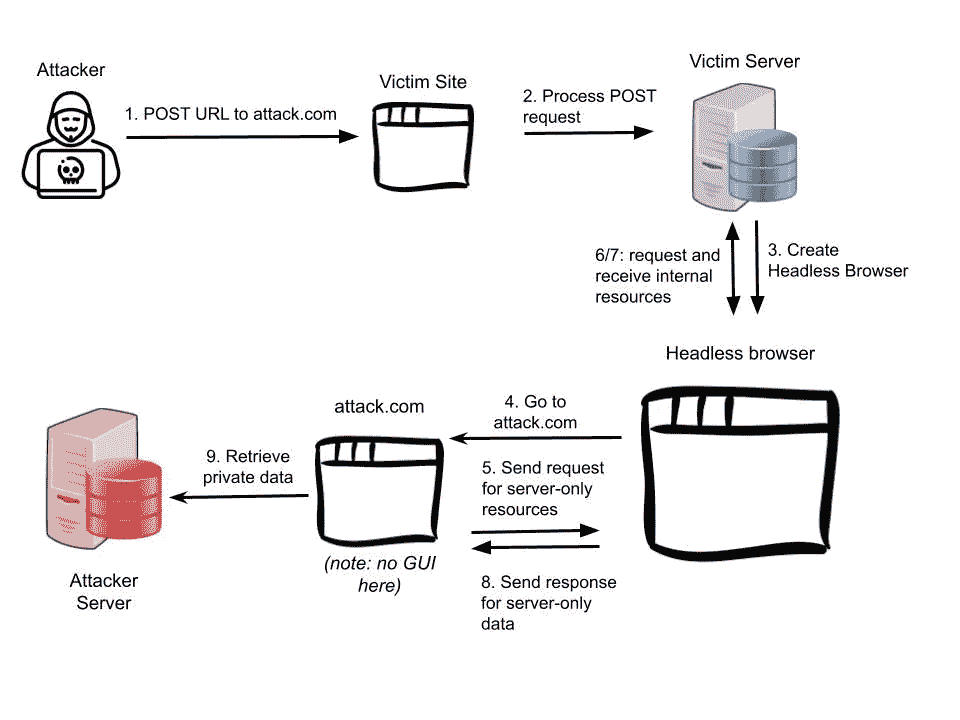 Attacker
Victim Site
Victim Server
1. POST URL to attack.com
2. Process POST
request
6/7: request and
receive internal
resources
3. Create
Headless Browser
Headless browser
attack.com
4. Go to
attack.com
9. Retrieve
private data
5. Send request
for server-only
resources
(note: no GUI
here)
8. Send response
for server-only
data
Attacker
Server